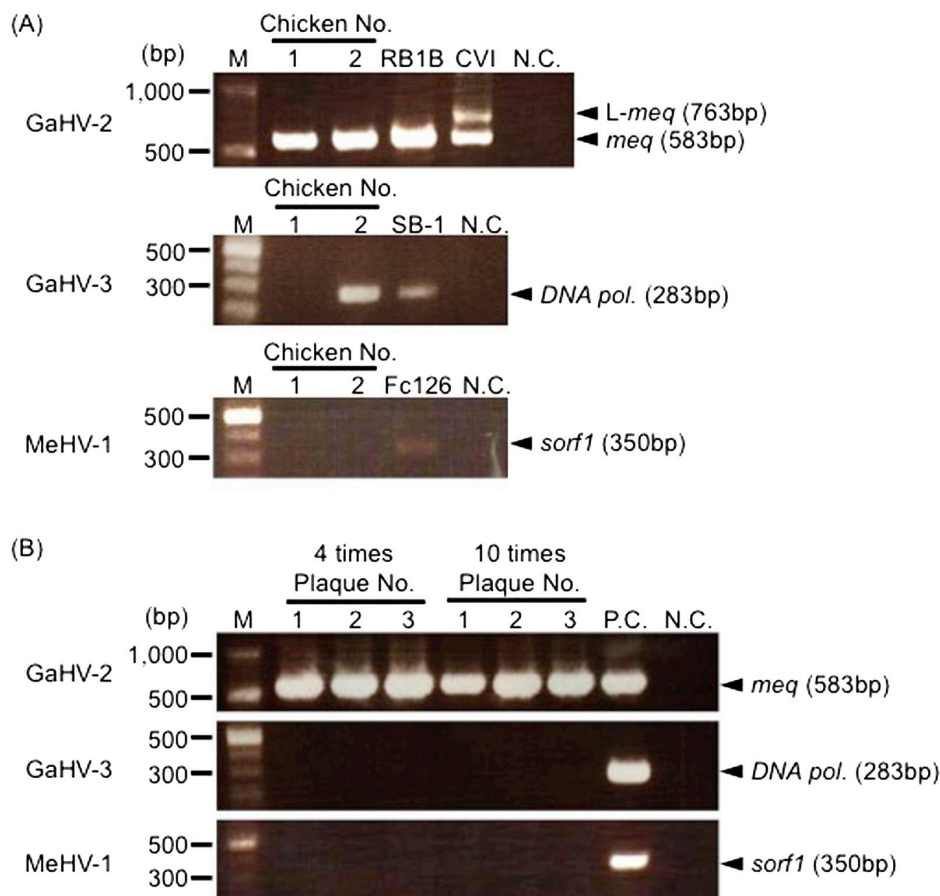 (A)
Chicken No.
(bp) M 1 2 RB1B CVI N.C.
1,000
GaHV-2
500
L-meq (763bp)
meq (583bp)
Chicken No.
M 1 2 SB-1 N.C.
500
GaHV-3
300
DNA pol. (283bp)
Chicken No.
M 1 2 Fc126 N.C.
500
MeHV-1
300
sorf1 (350bp)
(B)
4 times 10 times
Plaque No. Plaque No.
(bp) M 1 2 3 1 2 3 P.C. N.C.
1,000
GaHV-2
500
meq (583bp)
500
GaHV-3
300
DNA pol. (283bp)
500
MeHV-1
300
sorf1 (350bp)